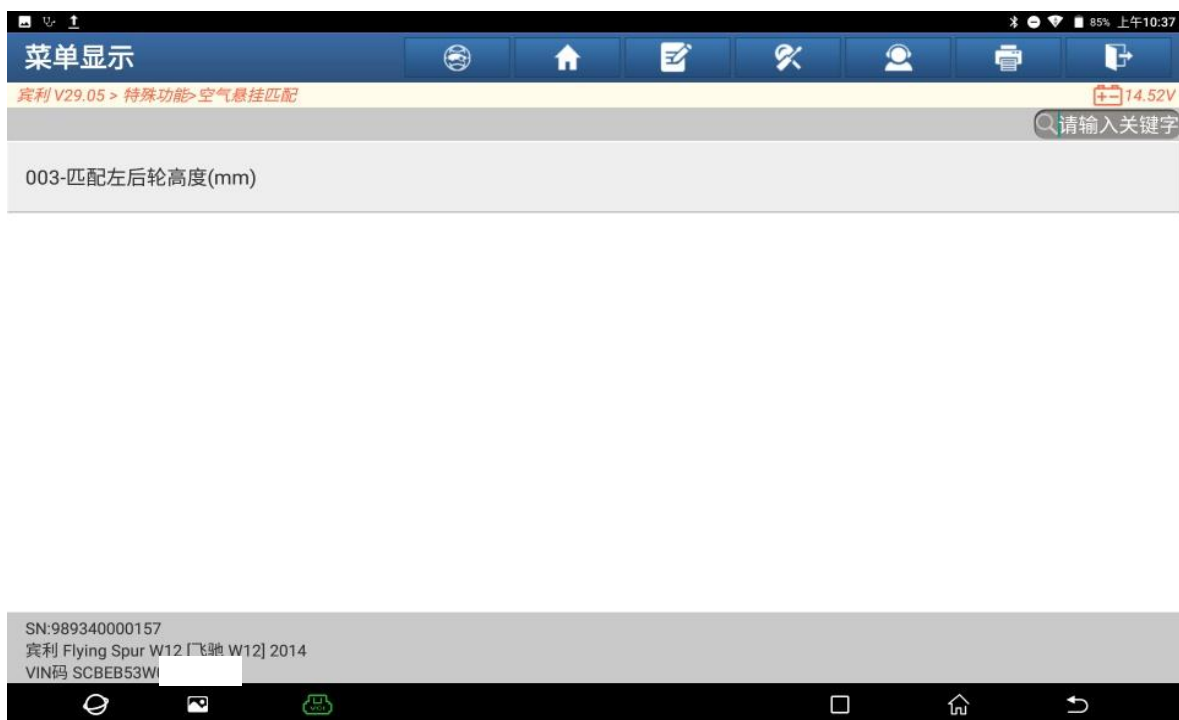 85% 上午10:37
菜单显示
宾利 V29.05 > 特殊功能>空气悬挂匹配
14.52V
请输入关键字
003-匹配左后轮高度(mm)
SN:989340000157
宾利 Flying Spur W12 [飞驰 W12] 2014
VIN码 SCBEB53W
VCI